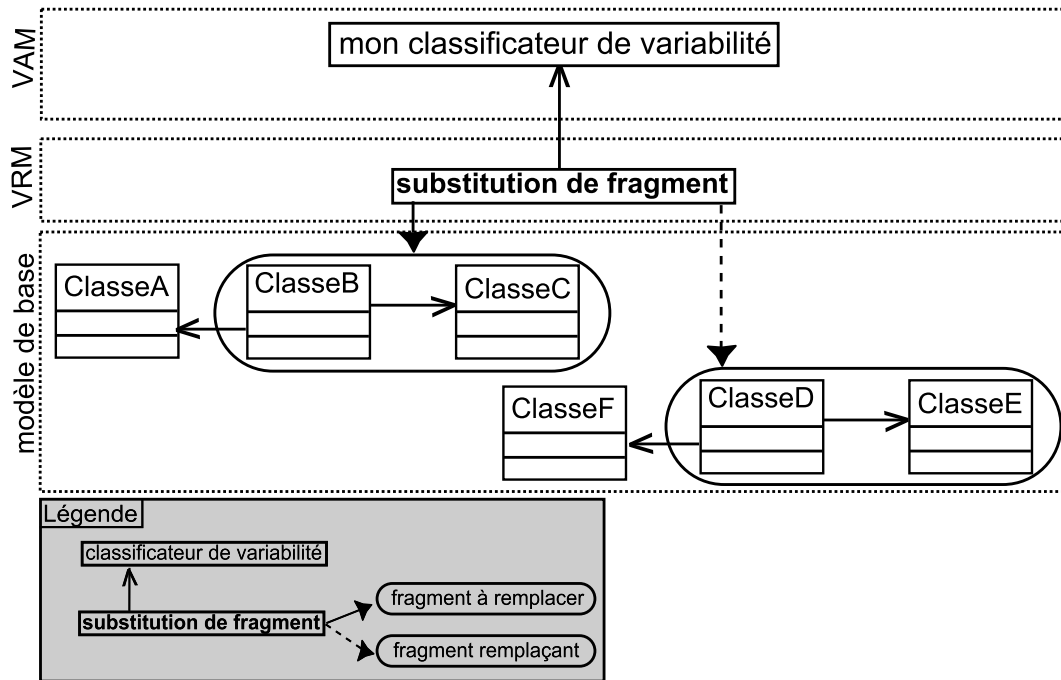 VAM
mon classificateur de variabilité
VRM
substitution de fragment
modèle de base
ClasseA
ClasseB
ClasseC
ClasseF
ClasseD
ClasseE
Légende
classificateur de variabilité
substitution de fragment
fragment à remplacer
fragment remplaçant